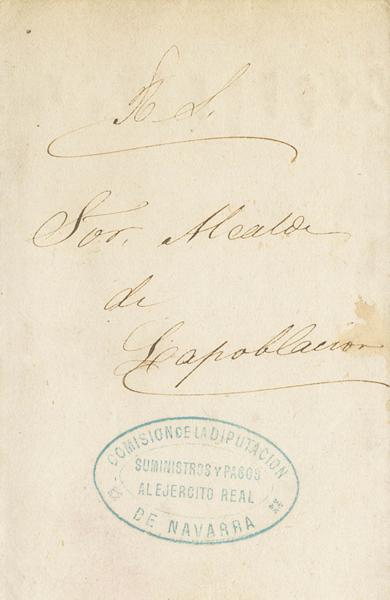 R S.
Sor. Alcalde
de
Lapoblacion
COMISION DE LA DIPUTACION
SUMINISTROS Y PAGOS
AL EJERCITO REAL
DE NAVARRA